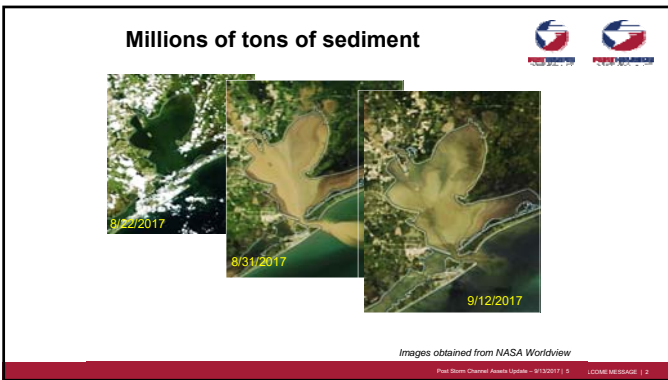 Millions of tons of sediment
8/22/2017
8/31/2017
9/12/2017
Images obtained from NASA Worldview
Post Storm Channel Assets Update – 9/13/2017 | 5
LCOME MESSAGE | 2